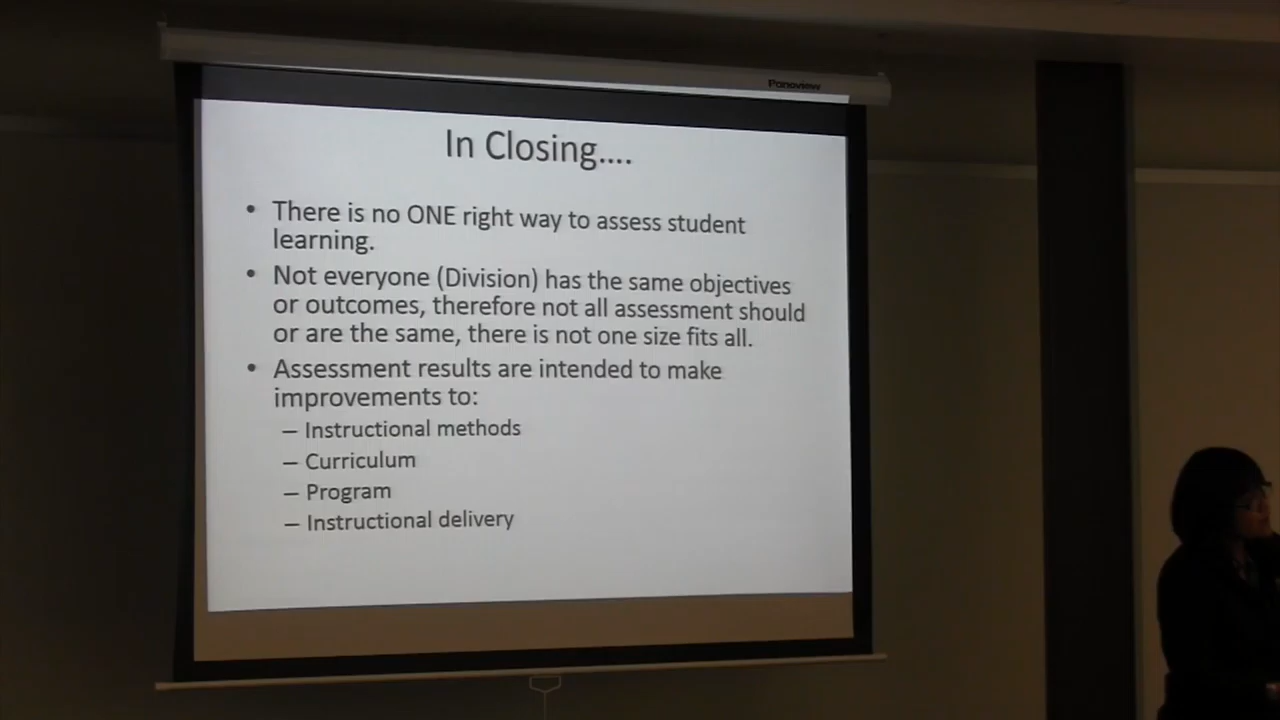 Panoview
In Closing....
• There is no ONE right way to assess student
learning.
• Not everyone (Division) has the same objectives
or outcomes, therefore not all assessment should
or are the same, there is not one size fits all.
• Assessment results are intended to make
improvements to:
– Instructional methods
– Curriculum
– Program
– Instructional delivery